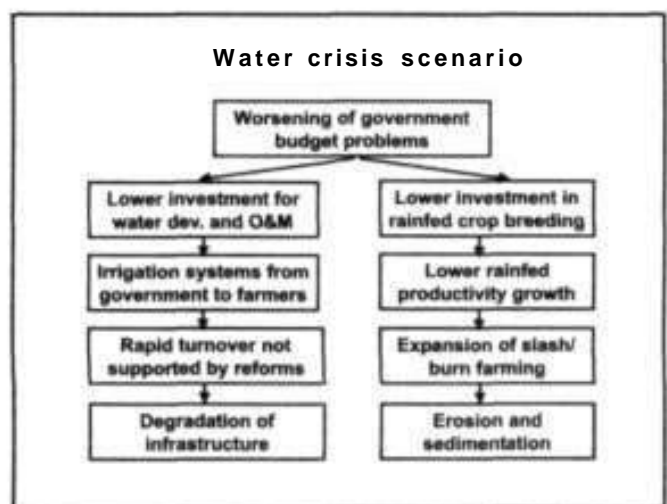 Water crisis scenario
Worsening of government
budget problems
Lower investment for
water dev. and O&M
Irrigation systems from
government to farmers
Rapid turnover not
supported by reforms
Degradation of
infrastructure
Lower investment in
rainfed crop breeding
Lower rainfed
productivity growth
Expansion of slash/
burn farming
Erosion and
sedimentation